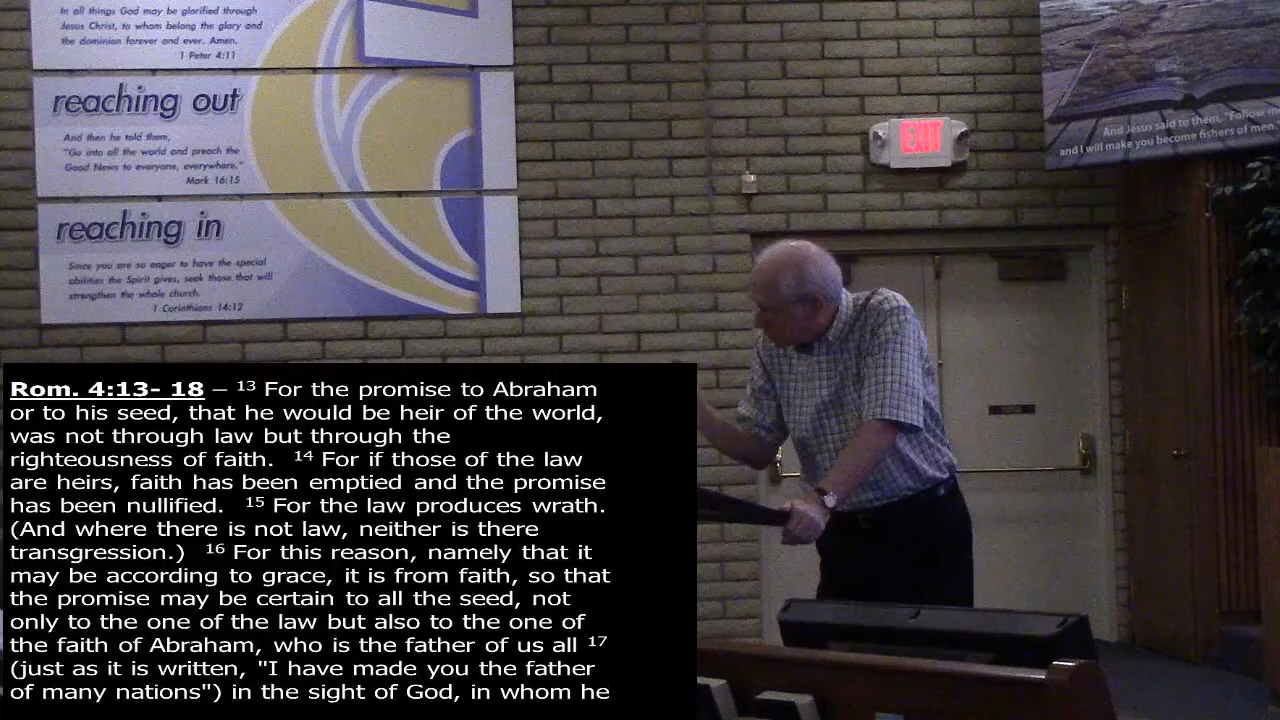 In all things God may be glorified through
Jesus Christ, to whom belong the glory and
the dominion forever and ever. Amen.
1 Peter 4:11
reaching out
And then he told them,
"Go into all the world and preach the
Good News to everyone, everywhere."
Mark 16:15
reaching in
Since you are so eager to have the special
abilities the Spirit gives, seek those that will
strengthen the whole church.
1 Corinthians 14:12
EXIT
And Jesus said to them, "Follow
and I will make you become fishers of men."
Rom. 4:13- 18 – 13 For the promise to Abraham
or to his seed, that he would be heir of the world,
was not through law but through the
righteousness of faith. 14 For if those of the law
are heirs, faith has been emptied and the promise
has been nullified. 15 For the law produces wrath.
(And where there is not law, neither is there
transgression.) 16 For this reason, namely that it
may be according to grace, it is from faith, so that
the promise may be certain to all the seed, not
only to the one of the law but also to the one of
the faith of Abraham, who is the father of us all 17
(just as it is written, "I have made you the father
of many nations") in the sight of God, in whom he